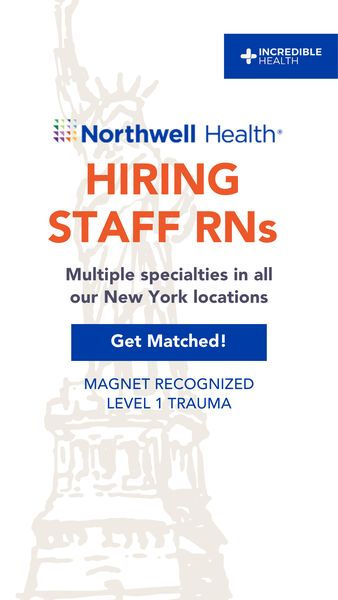 INCREDIBLE
HEALTH
Northwell Health®
HIRING
STAFF RNs
Multiple specialties in all
our New York locations
Get Matched!
MAGNET RECOGNIZED
LEVEL 1 TRAUMA